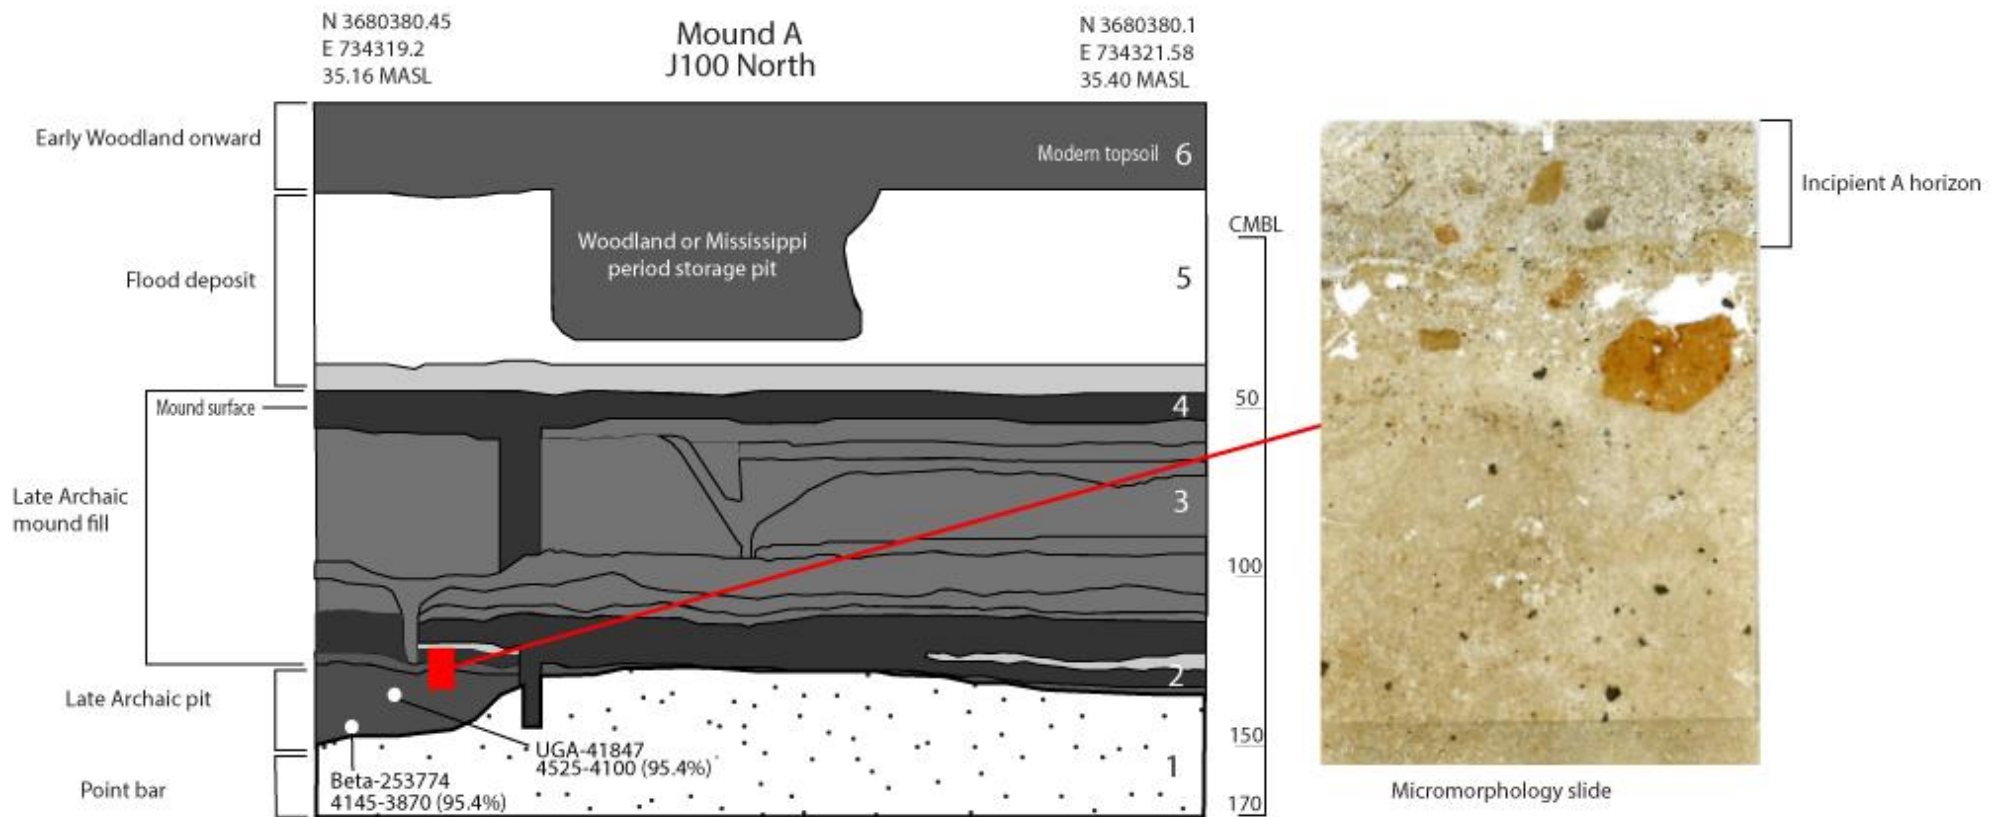 N 3680380.45
E 734319.2
35.16 MASL
Mound A
J100 North
N 3680380.1
E 734321.58
35.40 MASL
Early Woodland onward
Modern topsoil 6
Incipient A horizon
Woodland or Mississippi
period storage pit
CMBL
Flood deposit
5
Mound surface
4
50
Late Archaic
mound fill
3
100
2
Late Archaic pit
150
UGA-41847
4525-4100 (95.4%)
1
Beta-253774
4145-3870 (95.4%)
Point bar
170
Micromorphology slide